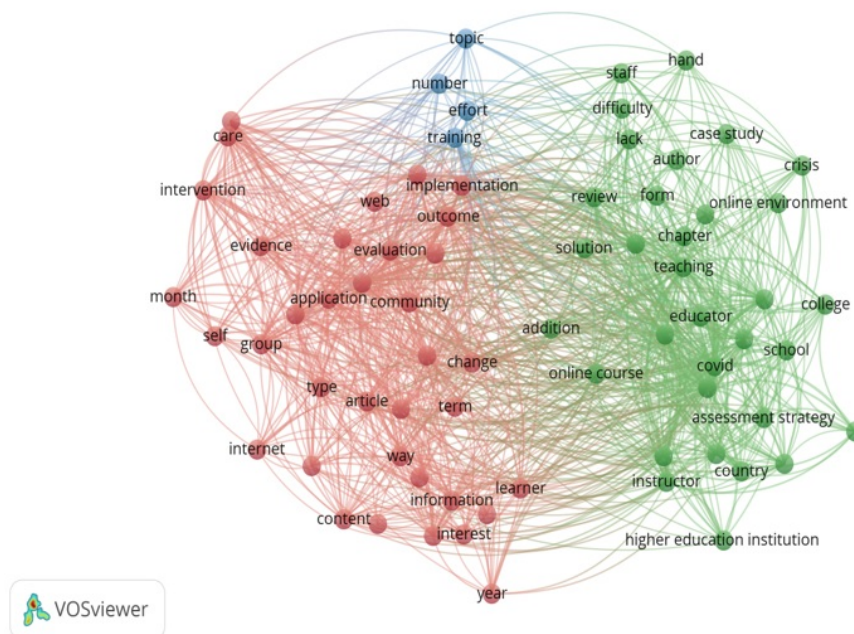 topic
hand
staff
number
effort
difficulty
training
lack
case study
care
author
crisis
implementation
intervention
web
review
form
online environment
outcome
chapter
evidence
evaluation
solution
teaching
month
application
community
college
educator
addition
self
group
school
change
covid
online course
type
article
term
assessment strategy
internet
way
country
instructor
learner
information
content
interest
higher education institution
year
VOSviewer